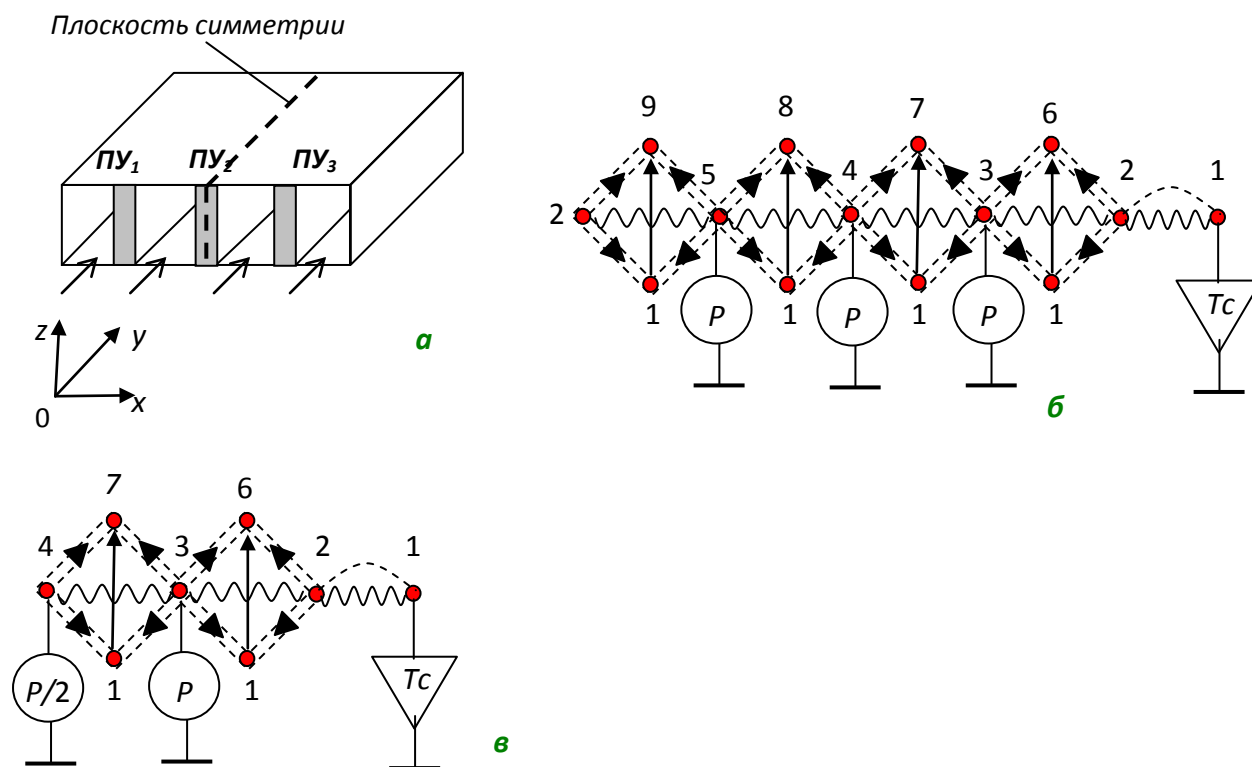 Плоскость симметрии
ПУ₁ ПУ₂ ПУ₃
z
y
x
0
а
9 8 7 6
5 4 3 2 1
2
1 1 1 1
P P P Tc
б
7 6
4 3 2 1
1 1
P/2 P Tc
в